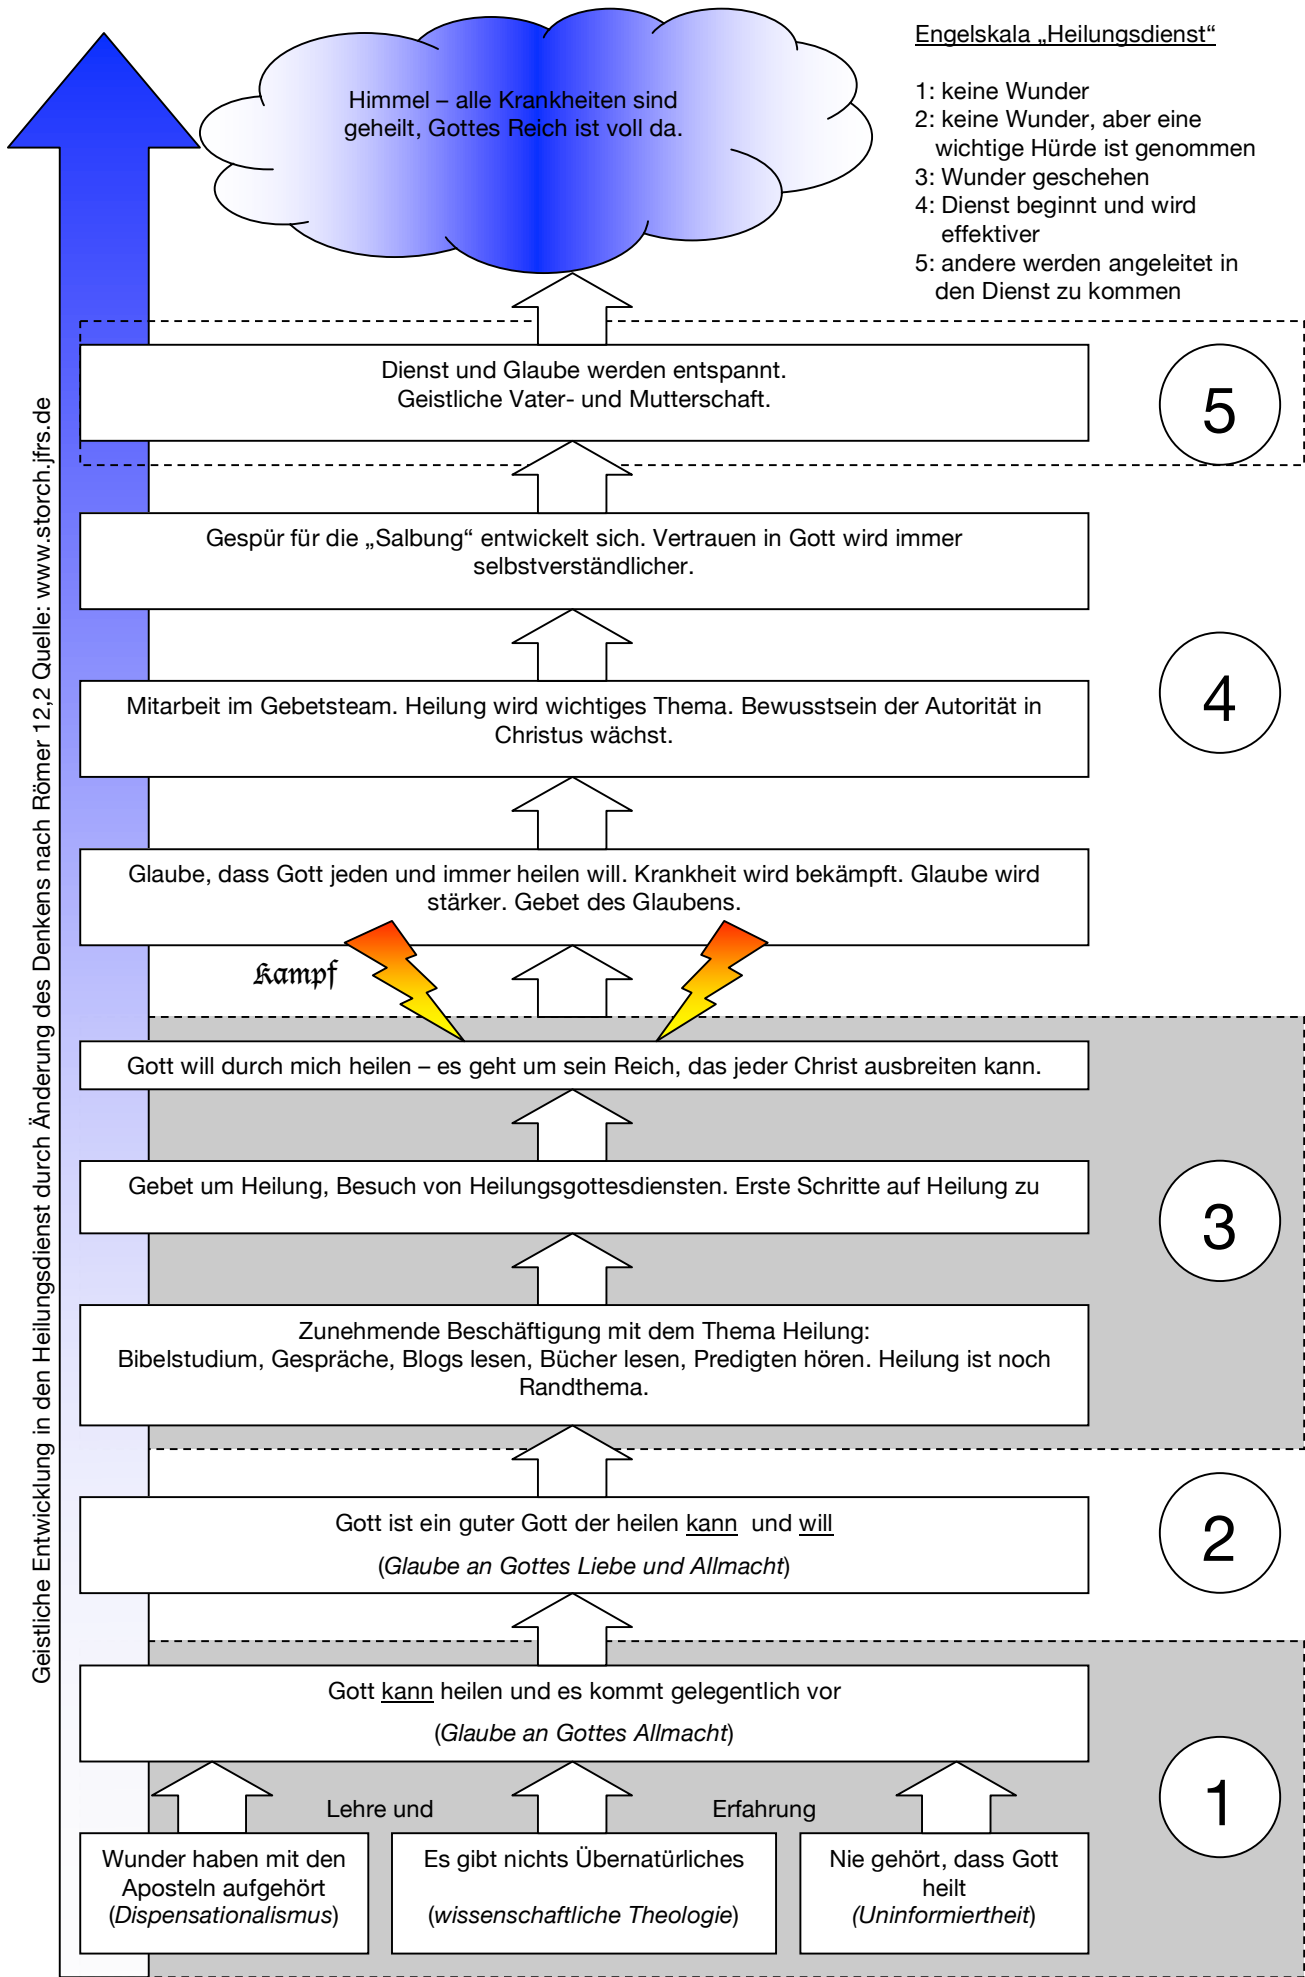 Engelskala „Heilungsdienst“
1: keine Wunder
2: keine Wunder, aber eine
wichtige Hürde ist genommen
3: Wunder geschehen
4: Dienst beginnt und wird
effektiver
5: andere werden angeleitet in
den Dienst zu kommen
Himmel – alle Krankheiten sind
geheilt, Gottes Reich ist voll da.
Geistliche Entwicklung in den Heilungsdienst durch Änderung des Denkens nach Römer 12,2 Quelle: www.storch.jfrs.de
Dienst und Glaube werden entspannt.
Geistliche Vater- und Mutterschaft.
5
Gespür für die „Salbung“ entwickelt sich. Vertrauen in Gott wird immer
selbstverständlicher.
Mitarbeit im Gebetsteam. Heilung wird wichtiges Thema. Bewusstsein der Autorität in
Christus wächst.
4
Glaube, dass Gott jeden und immer heilen will. Krankheit wird bekämpft. Glaube wird
stärker. Gebet des Glaubens.
Kampf
Gott will durch mich heilen – es geht um sein Reich, das jeder Christ ausbreiten kann.
Gebet um Heilung, Besuch von Heilungsgottesdiensten. Erste Schritte auf Heilung zu
3
Zunehmende Beschäftigung mit dem Thema Heilung:
Bibelstudium, Gespräche, Blogs lesen, Bücher lesen, Predigten hören. Heilung ist noch
Randthema.
Gott ist ein guter Gott der heilen kann und will
(Glaube an Gottes Liebe und Allmacht)
2
Gott kann heilen und es kommt gelegentlich vor
(Glaube an Gottes Allmacht)
1
Lehre und
Erfahrung
Wunder haben mit den
Aposteln aufgehört
(Dispensationalismus)
Es gibt nichts Übernatürliches
(wissenschaftliche Theologie)
Nie gehört, dass Gott
heilt
(Uninformiertheit)